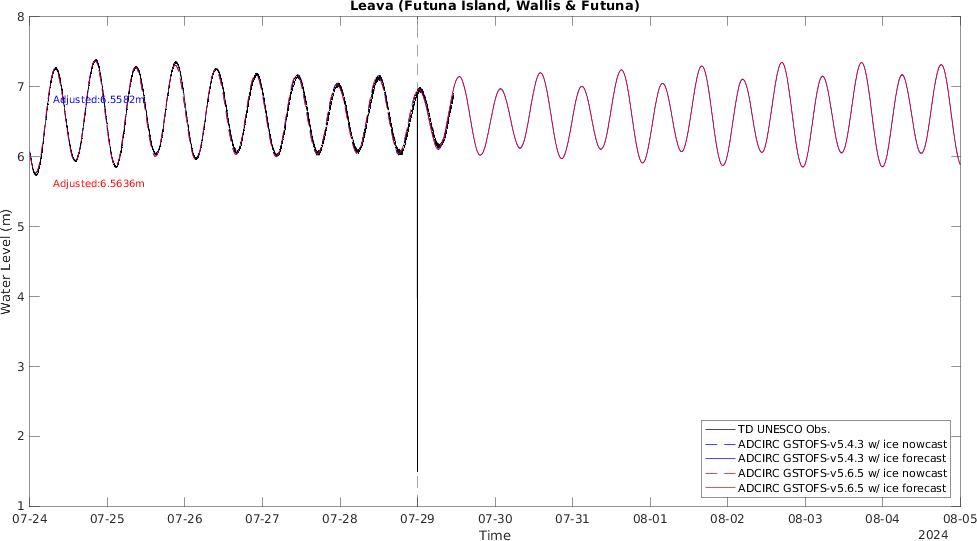 Leava (Futuna Island, Wallis & Futuna)
8
7
6
5
4
3
2
1
Water Level (m)
Adjusted:6.5582m
Adjusted:6.5636m
TD UNESCO Obs.
ADCIRC GSTOFS-v5.4.3 w/ ice nowcast
ADCIRC GSTOFS-v5.4.3 w/ ice forecast
ADCIRC GSTOFS-v5.6.5 w/ ice nowcast
ADCIRC GSTOFS-v5.6.5 w/ ice forecast
07-24 07-25 07-26 07-27 07-28 07-29 07-30 07-31 08-01 08-02 08-03 08-04 08-05
Time
2024